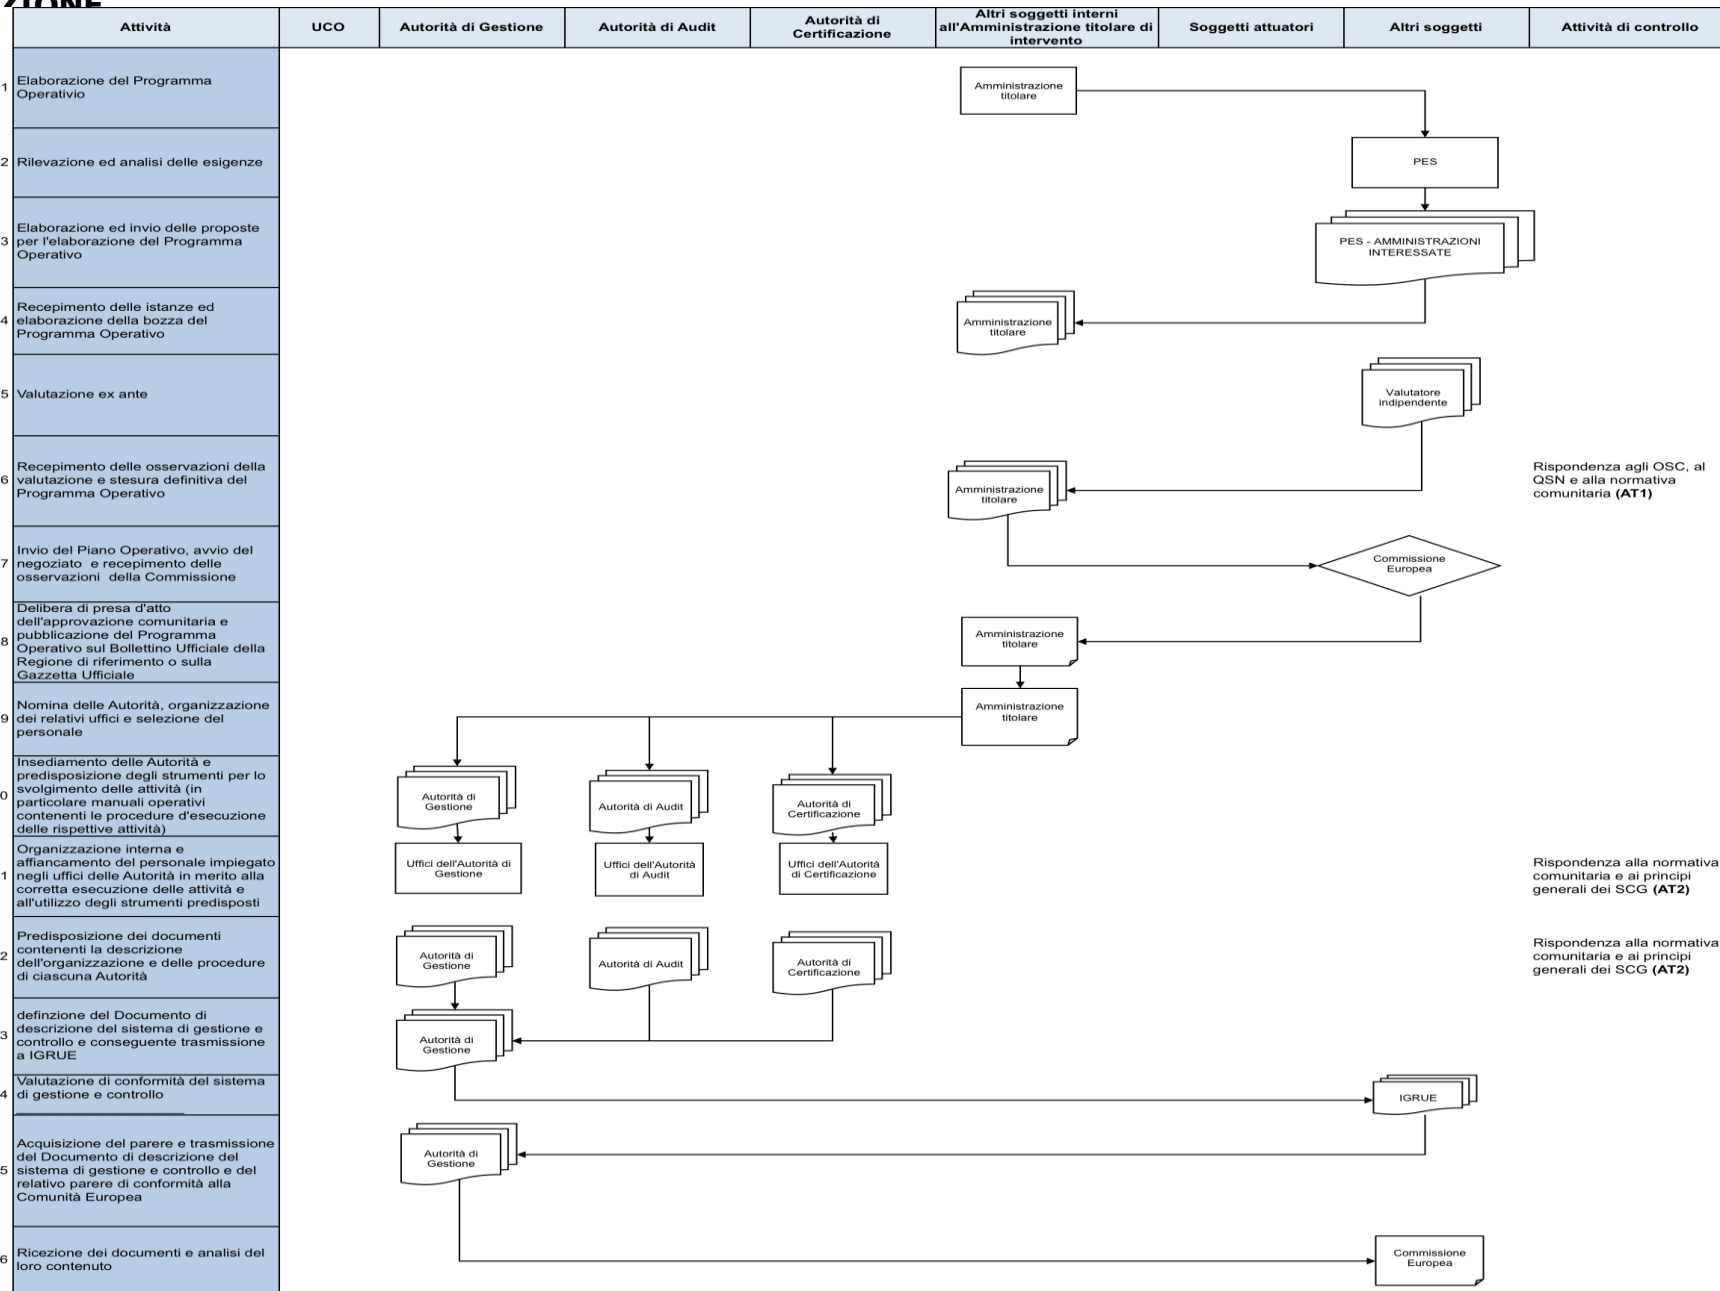 ZIONE
Attività
UCO
Autorità di Gestione
Autorità di Audit
Autorità di
Certificazione
Altri soggetti interni
all'Amministrazione titolare di
intervento
Soggetti attuatori
Altri soggetti
Attività di controllo
1
Elaborazione del Programma
Operativio
Amministrazione
titolare
2
Rilevazione ed analisi delle esigenze
PES
3
Elaborazione ed invio delle proposte
per l'elaborazione del Programma
Operativo
PES - AMMINISTRAZIONI
INTERESSATE
4
Recepimento delle istanze ed
elaborazione della bozza del
Programma Operativo
Amministrazione
titolare
5
Valutazione ex ante
Valutatore
indipendente
6
Recepimento delle osservazioni della
valutazione e stesura definitiva del
Programma Operativo
Amministrazione
titolare
Rispondenza agli OSC, al
QSN e alla normativa
comunitaria (AT1)
7
Invio del Piano Operativo, avvio del
negoziato e recepimento delle
osservazioni della Commissione
Commissione
Europea
8
Delibera di presa d'atto
dell'approvazione comunitaria e
pubblicazione del Programma
Operativo sul Bollettino Ufficiale della
Regione di riferimento o sulla
Gazzetta Ufficiale
Amministrazione
titolare
9
Nomina delle Autorità, organizzazione
dei relativi uffici e selezione del
personale
Amministrazione
titolare
0
Insediamento delle Autorità e
predisposizione degli strumenti per lo
svolgimento delle attività (in
particolare manuali operativi
contenenti le procedure d'esecuzione
delle rispettive attività)
Autorità di
Gestione
Autorità di Audit
Autorità di
Certificazione
1
Organizzazione interna e
affiancamento del personale impiegato
negli uffici delle Autorità in merito alla
corretta esecuzione delle attività e
all'utilizzo degli strumenti predisposti
Uffici dell'Autorità di
Gestione
Uffici dell'Autorità
di Audit
Uffici dell'Autorità
di Certificazione
Rispondenza alla normativa
comunitaria e ai principi
generali dei SCG (AT2)
2
Predisposizione dei documenti
contenenti la descrizione
dell'organizzazione e delle procedure
di ciascuna Autorità
Autorità di
Gestione
Autorità di Audit
Autorità di
Certificazione
Rispondenza alla normativa
comunitaria e ai principi
generali dei SCG (AT2)
3
definzione del Documento di
descrizione del sistema di gestione e
controllo e conseguente trasmissione
a IGRUE
Autorità di
Gestione
4
Valutazione di conformità del sistema
di gestione e controllo
IGRUE
5
Acquisizione del parere e trasmissione
del Documento di descrizione del
sistema di gestione e controllo e del
relativo parere di conformità alla
Comunità Europea
Autorità di
Gestione
6
Ricezione dei documenti e analisi del
loro contenuto
Commissione
Europea